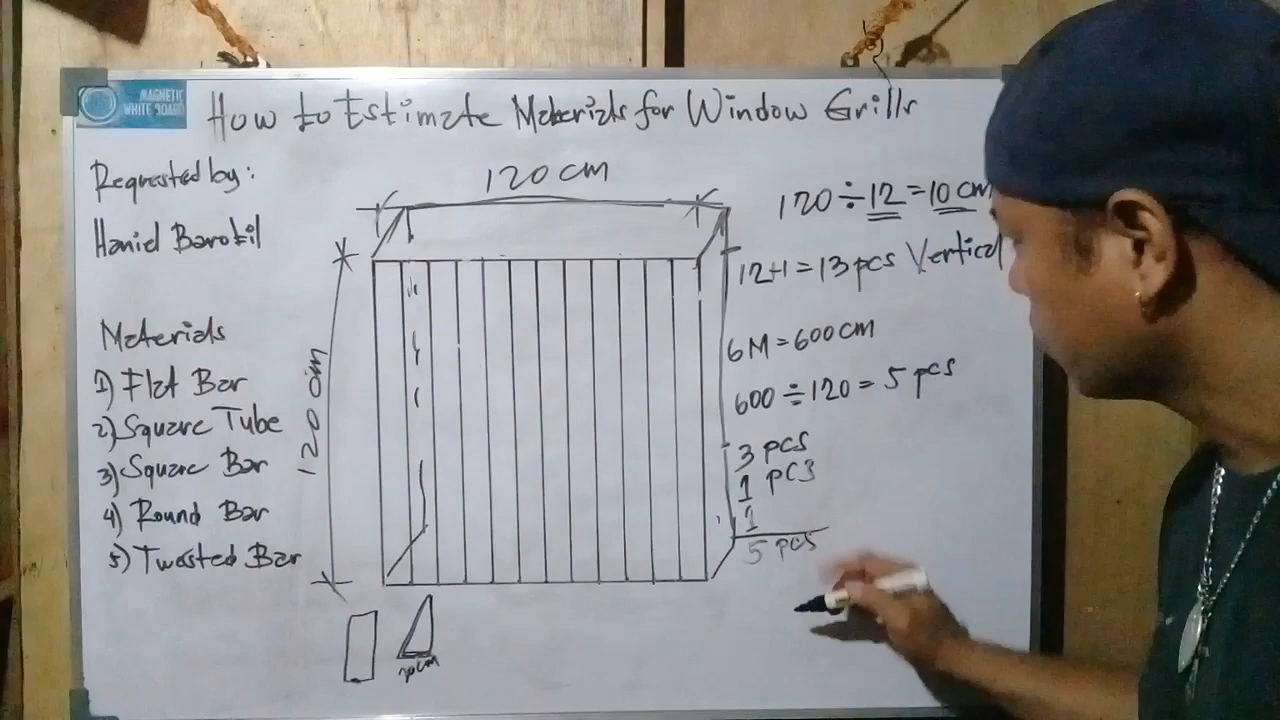 MAGNETIC
WHITE BOARD
How to Estimate Materials for Window Grills
Requested by:
Haniel Barokil
Materials
1) Flat Bar
2) Square Tube
3) Square Bar
4) Round Bar
5) Twasted Bar
120 cm
120 cm
120 ÷ 12 = 10 cm
12+1 = 13 pcs Vertical
6M = 600 cm
600 ÷ 120 = 5 pcs
3 pcs
1 pcs
1
5 pcs